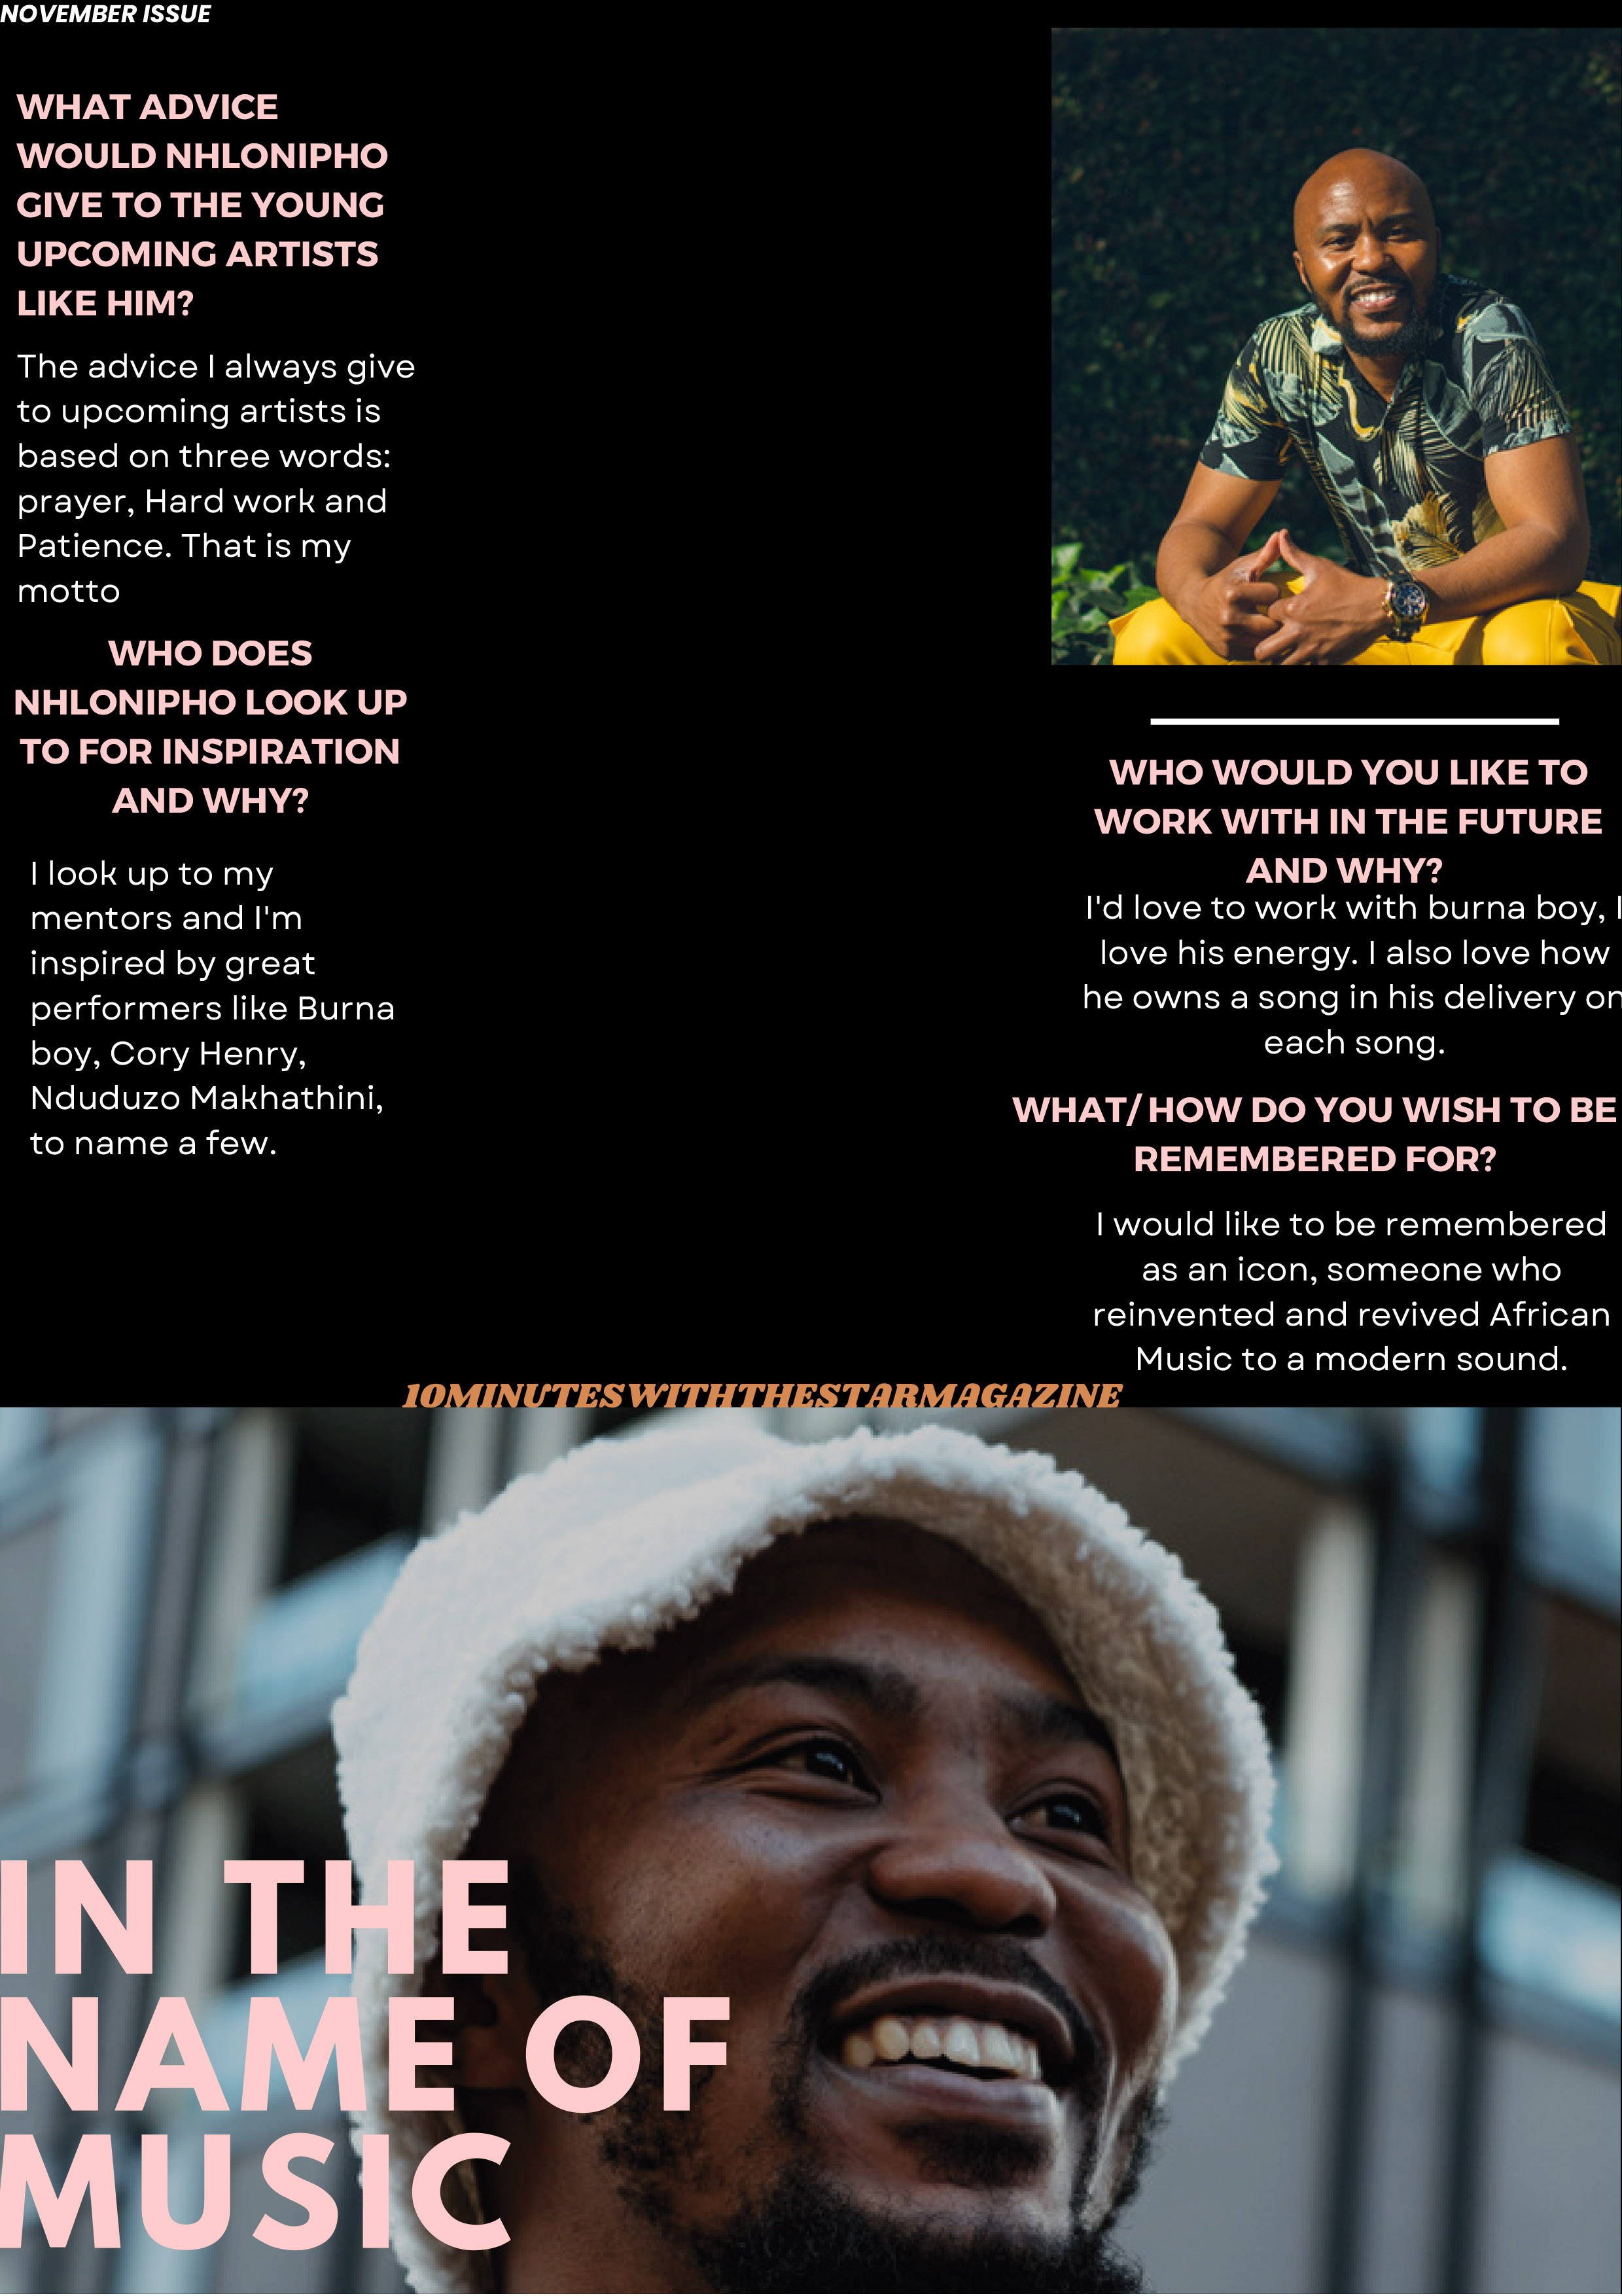 NOVEMBER ISSUE
WHAT ADVICE
WOULD NHLONIPHO
GIVE TO THE YOUNG
UPCOMING ARTISTS
LIKE HIM?
The advice I always give
to upcoming artists is
based on three words:
prayer, Hard work and
Patience. That is my
motto
WHO DOES
NHLONIPHO LOOK UP
TO FOR INSPIRATION
AND WHY?
I look up to my
mentors and I'm
inspired by great
performers like Burna
boy, Cory Henry,
Nduduzo Makhathini,
to name a few.
WHO WOULD YOU LIKE TO
WORK WITH IN THE FUTURE
AND WHY?
I'd love to work with burna boy, I
love his energy. I also love how
he owns a song in his delivery on
each song.
WHAT/ HOW DO YOU WISH TO BE
REMEMBERED FOR?
I would like to be remembered
as an icon, someone who
reinvented and revived African
Music to a modern sound.
10MINUTESWITHTHESTARMAGAZINE
IN THE
NAME OF
MUSIC